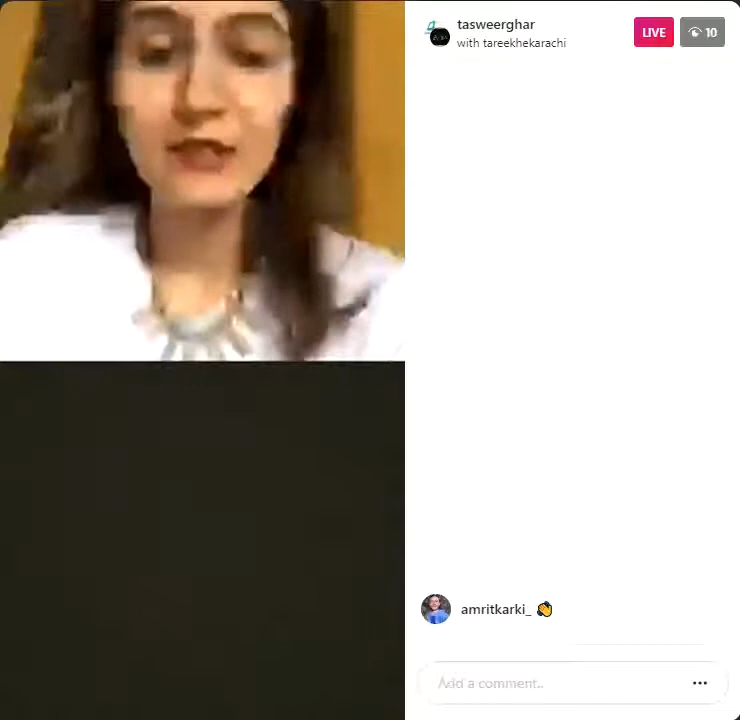 tasweerghar
with tareekhekarachi
LIVE
10
amritkarki_
Add a comment..